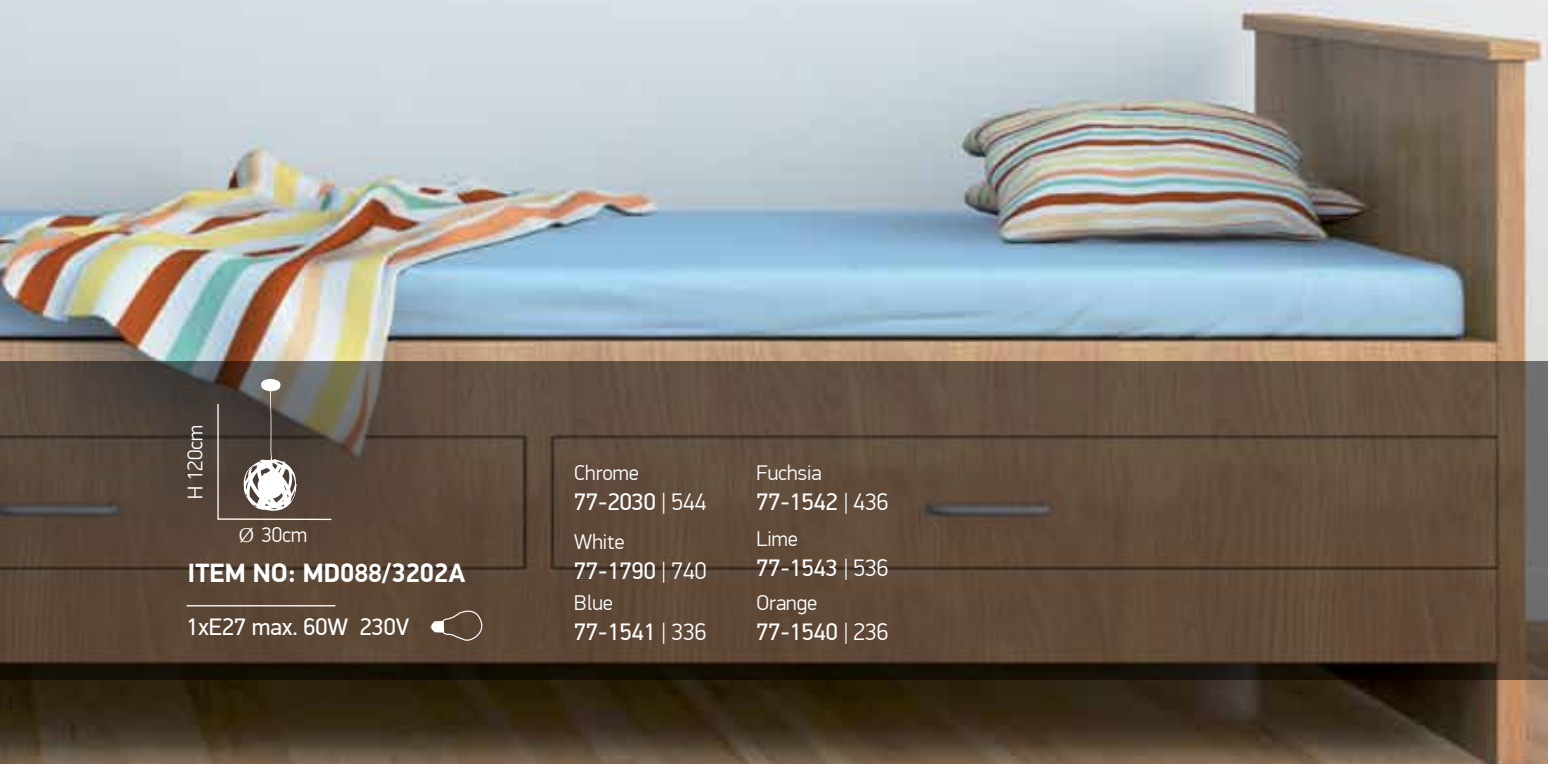 H 120cm
Ø 30cm
ITEM NO: MD088/3202A
1xE27 max. 60W 230V
Chrome
77-2030 | 544
White
77-1790 | 740
Blue
77-1541 | 336
Fuchsia
77-1542 | 436
Lime
77-1543 | 536
Orange
77-1540 | 236